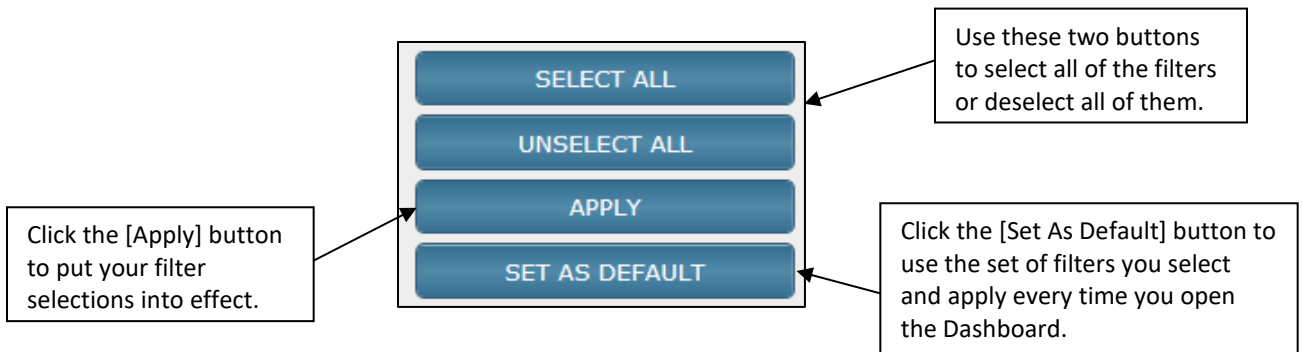 Use these two buttons
to select all of the filters
or deselect all of them.
SELECT ALL
UNSELECT ALL
APPLY
SET AS DEFAULT
Click the [Apply] button
to put your filter
selections into effect.
Click the [Set As Default] button to
use the set of filters you select
and apply every time you open
the Dashboard.